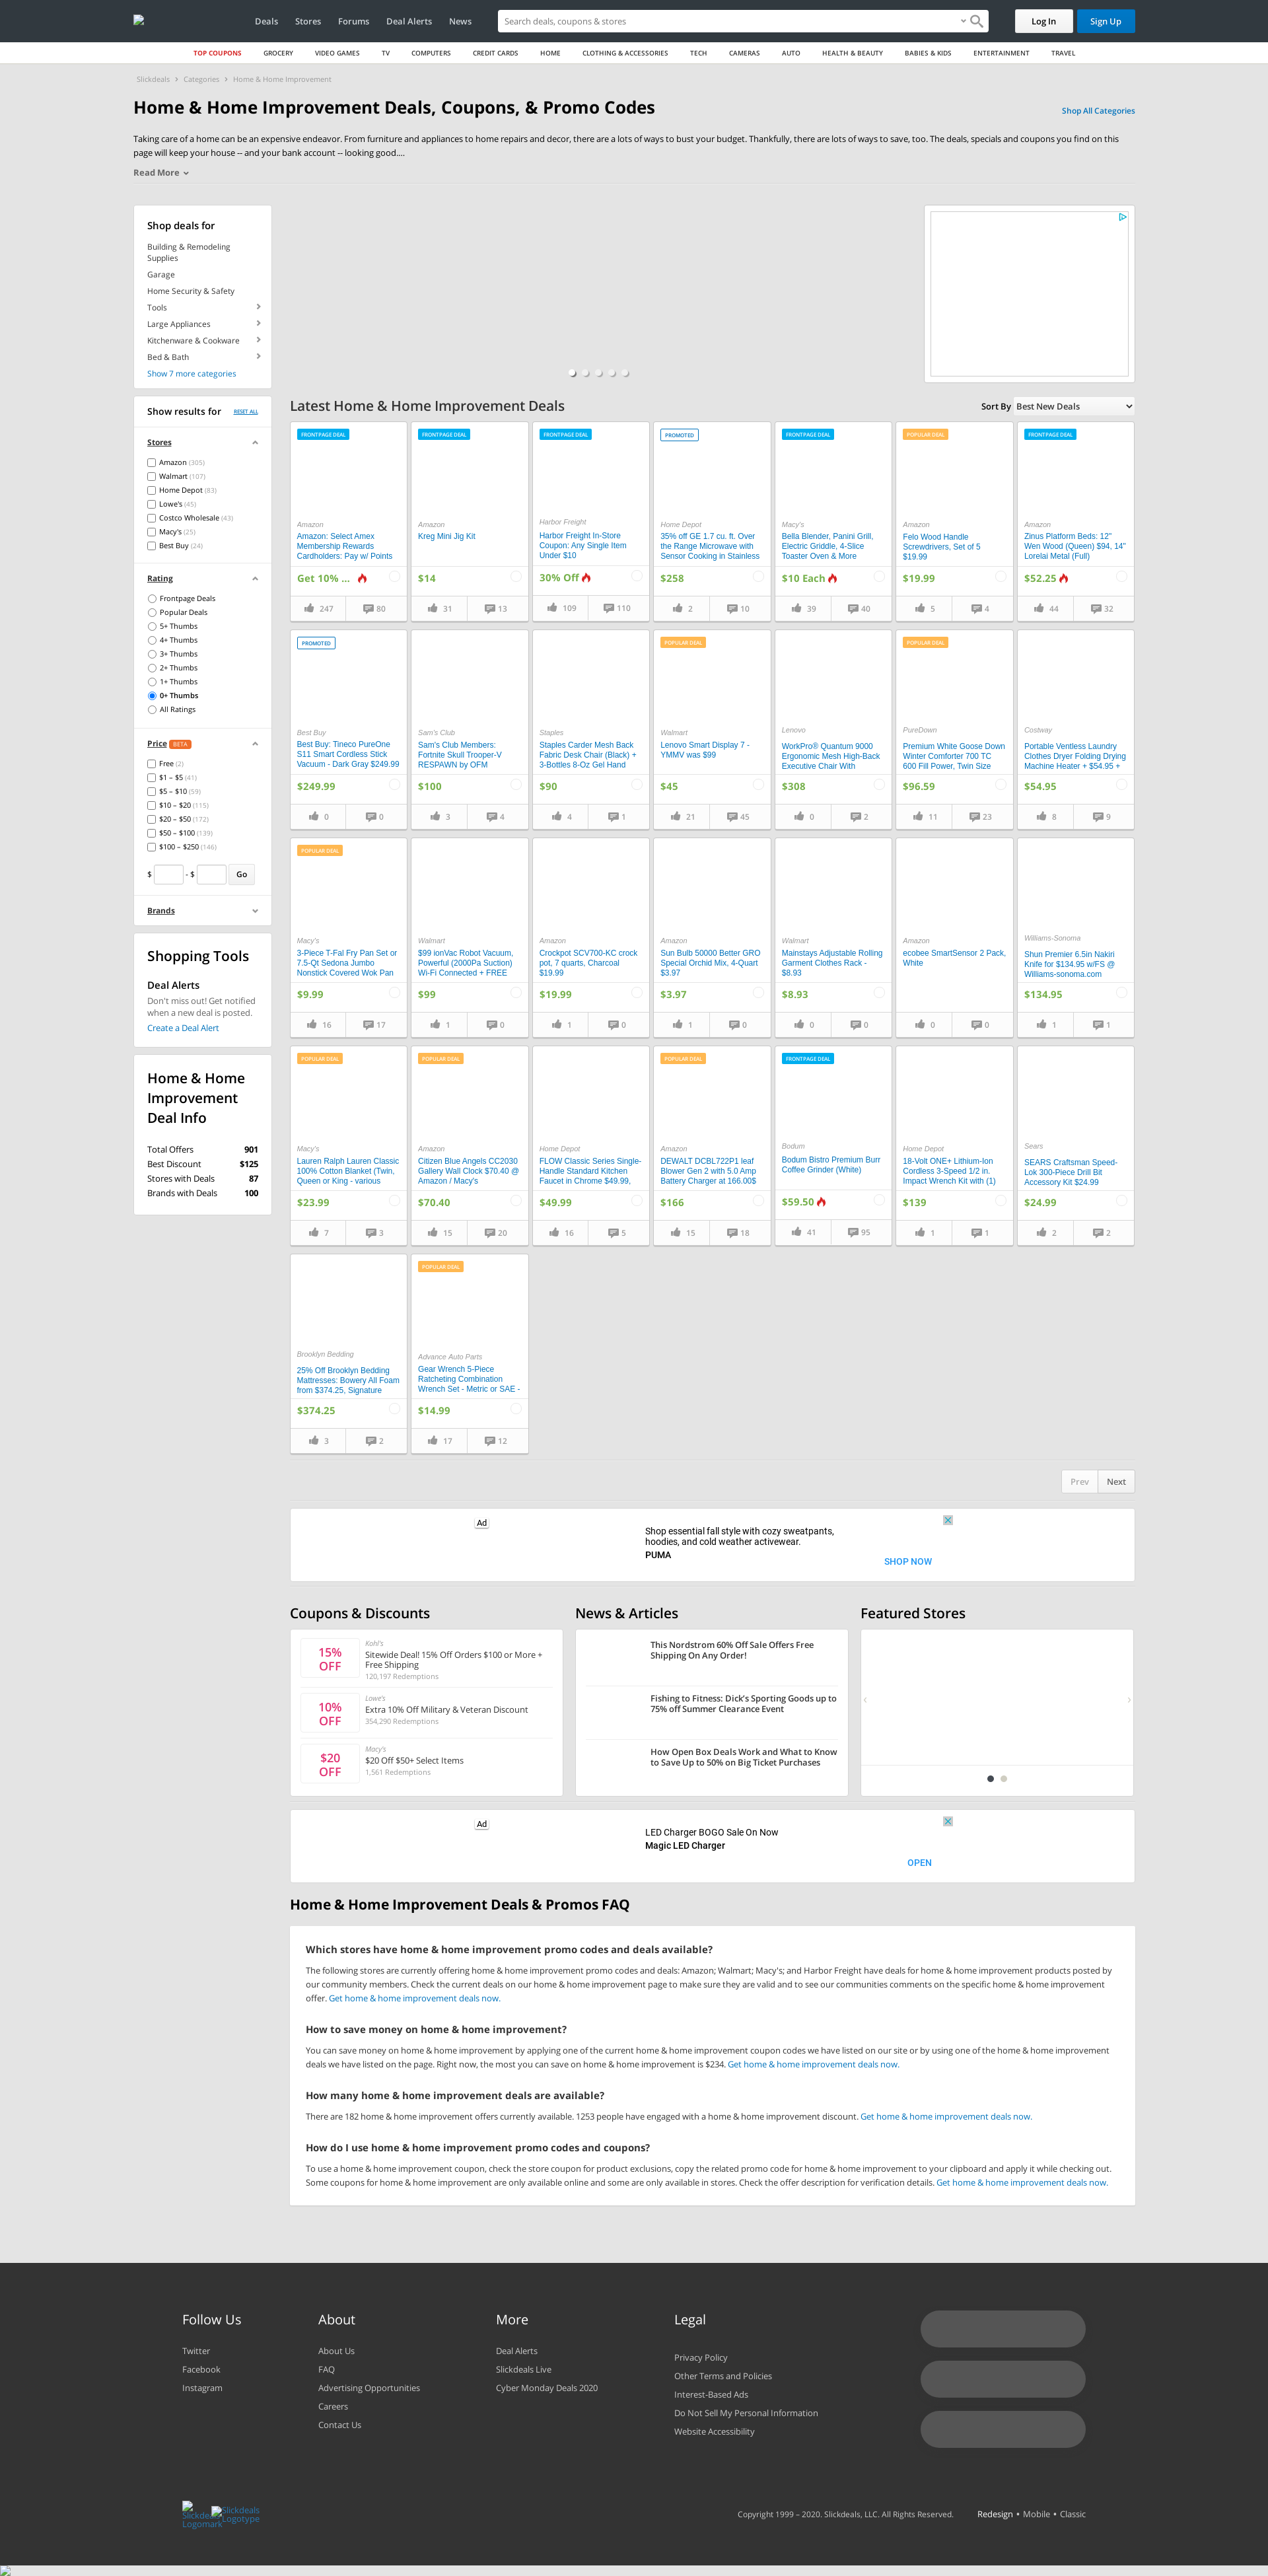 Deals Stores Forums Deal Alerts News Search deals, coupons & stores Log In Sign Up
TOP COUPONS GROCERY VIDEO GAMES TV COMPUTERS CREDIT CARDS HOME CLOTHING & ACCESSORIES TECH CAMERAS AUTO HEALTH & BEAUTY BABIES & KIDS ENTERTAINMENT TRAVEL
Slickdeals › Categories › Home & Home Improvement
Home & Home Improvement Deals, Coupons, & Promo Codes
Shop All Categories
Taking care of a home can be an expensive endeavor. From furniture and appliances to home repairs and decor, there are a lots of ways to bust your budget. Thankfully, there are lots of ways to save, too. The deals, specials and coupons you find on this
page will keep your house -- and your bank account -- looking good....
Read More
Shop deals for
Building & Remodeling
Supplies
Garage
Home Security & Safety
Tools
Large Appliances
Kitchenware & Cookware
Bed & Bath
Show 7 more categories
Show results for RESET ALL
Stores
Amazon (305)
Walmart (107)
Home Depot (83)
Lowe's (45)
Costco Wholesale (43)
Macy's (25)
Best Buy (24)
Rating
Frontpage Deals
Popular Deals
5+ Thumbs
4+ Thumbs
3+ Thumbs
2+ Thumbs
1+ Thumbs
0+ Thumbs
All Ratings
Price BETA
Free (2)
$1 – $5 (41)
$5 – $10 (59)
$10 – $20 (115)
$20 – $50 (172)
$50 – $100 (139)
$100 – $250 (146)
$ - $ Go
Brands
Shopping Tools
Deal Alerts
Don't miss out! Get notified
when a new deal is posted.
Create a Deal Alert
Home & Home
Improvement
Deal Info
Total Offers 901
Best Discount $125
Stores with Deals 87
Brands with Deals 100
Latest Home & Home Improvement Deals
Sort By Best New Deals
FRONTPAGE DEAL
Amazon
Amazon: Select Amex
Membership Rewards
Cardholders: Pay w/ Points
Get 10% ...
247 80
FRONTPAGE DEAL
Amazon
Kreg Mini Jig Kit
$14
31 13
FRONTPAGE DEAL
Harbor Freight
Harbor Freight In-Store
Coupon: Any Single Item
Under $10
30% Off
109 110
PROMOTED
Home Depot
35% off GE 1.7 cu. ft. Over
the Range Microwave with
Sensor Cooking in Stainless
$258
2 10
FRONTPAGE DEAL
Macy's
Bella Blender, Panini Grill,
Electric Griddle, 4-Slice
Toaster Oven & More
$10 Each
39 40
POPULAR DEAL
Amazon
Felo Wood Handle
Screwdrivers, Set of 5
$19.99
$19.99
5 4
FRONTPAGE DEAL
Amazon
Zinus Platform Beds: 12"
Wen Wood (Queen) $94, 14"
Lorelai Metal (Full)
$52.25
44 32
PROMOTED
Best Buy
Best Buy: Tineco PureOne
S11 Smart Cordless Stick
Vacuum - Dark Gray $249.99
$249.99
0 0
Sam's Club
Sam's Club Members:
Fortnite Skull Trooper-V
RESPAWN by OFM
$100
3 4
Staples
Staples Carder Mesh Back
Fabric Desk Chair (Black) +
3-Bottles 8-Oz Gel Hand
$90
4 1
POPULAR DEAL
Walmart
Lenovo Smart Display 7 -
YMMV was $99
$45
21 45
Lenovo
WorkPro® Quantum 9000
Ergonomic Mesh High-Back
Executive Chair With
$308
0 2
POPULAR DEAL
PureDown
Premium White Goose Down
Winter Comforter 700 TC
600 Fill Power, Twin Size
$96.59
11 23
Costway
Portable Ventless Laundry
Clothes Dryer Folding Drying
Machine Heater + $54.95 +
$54.95
8 9
POPULAR DEAL
Macy's
3-Piece T-Fal Fry Pan Set or
7.5-Qt Sedona Jumbo
Nonstick Covered Wok Pan
$9.99
16 17
Walmart
$99 ionVac Robot Vacuum,
Powerful (2000Pa Suction)
Wi-Fi Connected + FREE
$99
1 0
Amazon
Crockpot SCV700-KC crock
pot, 7 quarts, Charcoal
$19.99
$19.99
1 0
Amazon
Sun Bulb 50000 Better GRO
Special Orchid Mix, 4-Quart
$3.97
$3.97
1 0
Walmart
Mainstays Adjustable Rolling
Garment Clothes Rack -
$8.93
$8.93
0 0
Amazon
ecobee SmartSensor 2 Pack,
White
0 0
Williams-Sonoma
Shun Premier 6.5in Nakiri
Knife for $134.95 w/FS @
Williams-sonoma.com
$134.95
1 1
POPULAR DEAL
Macy's
Lauren Ralph Lauren Classic
100% Cotton Blanket (Twin,
Queen or King - various
$23.99
7 3
POPULAR DEAL
Amazon
Citizen Blue Angels CC2030
Gallery Wall Clock $70.40 @
Amazon / Macy's
$70.40
15 20
Home Depot
FLOW Classic Series Single-
Handle Standard Kitchen
Faucet in Chrome $49.99,
$49.99
16 5
POPULAR DEAL
Amazon
DEWALT DCBL722P1 leaf
Blower Gen 2 with 5.0 Amp
Battery Charger at 166.00$
$166
15 18
FRONTPAGE DEAL
Bodum
Bodum Bistro Premium Burr
Coffee Grinder (White)
$59.50
41 95
Home Depot
18-Volt ONE+ Lithium-Ion
Cordless 3-Speed 1/2 in.
Impact Wrench Kit with (1)
$139
1 1
Sears
SEARS Craftsman Speed-
Lok 300-Piece Drill Bit
Accessory Kit $24.99
$24.99
2 2
Brooklyn Bedding
25% Off Brooklyn Bedding
Mattresses: Bowery All Foam
from $374.25, Signature
$374.25
3 2
POPULAR DEAL
Advance Auto Parts
Gear Wrench 5-Piece
Ratcheting Combination
Wrench Set - Metric or SAE -
$14.99
17 12
Prev Next
Ad
Shop essential fall style with cozy sweatpants,
hoodies, and cold weather activewear.
PUMA
SHOP NOW
Coupons & Discounts
15%
OFF
Kohl's
Sitewide Deal! 15% Off Orders $100 or More +
Free Shipping
120,197 Redemptions
10%
OFF
Lowe's
Extra 10% Off Military & Veteran Discount
354,290 Redemptions
$20
OFF
Macy's
$20 Off $50+ Select Items
1,561 Redemptions
News & Articles
This Nordstrom 60% Off Sale Offers Free
Shipping On Any Order!
Fishing to Fitness: Dick's Sporting Goods up to
75% off Summer Clearance Event
How Open Box Deals Work and What to Know
to Save Up to 50% on Big Ticket Purchases
Featured Stores
Ad
LED Charger BOGO Sale On Now
Magic LED Charger
OPEN
Home & Home Improvement Deals & Promos FAQ
Which stores have home & home improvement promo codes and deals available?
The following stores are currently offering home & home improvement promo codes and deals: Amazon; Walmart; Macy's; and Harbor Freight have deals for home & home improvement products posted by
our community members. Check the current deals on our home & home improvement page to make sure they are valid and to see our communities comments on the specific home & home improvement
offer. Get home & home improvement deals now.
How to save money on home & home improvement?
You can save money on home & home improvement by applying one of the current home & home improvement coupon codes we have listed on our site or by using one of the home & home improvement
deals we have listed on the page. Right now, the most you can save on home & home improvement is $234. Get home & home improvement deals now.
How many home & home improvement deals are available?
There are 182 home & home improvement offers currently available. 1253 people have engaged with a home & home improvement discount. Get home & home improvement deals now.
How do I use home & home improvement promo codes and coupons?
To use a home & home improvement coupon, check the store coupon for product exclusions, copy the related promo code for home & home improvement to your clipboard and apply it while checking out.
Some coupons for home & home improvement are only available online and some are only available in stores. Check the offer description for verification details. Get home & home improvement deals now.
Follow Us
Twitter
Facebook
Instagram
About
About Us
FAQ
Advertising Opportunities
Careers
Contact Us
More
Deal Alerts
Slickdeals Live
Cyber Monday Deals 2020
Legal
Privacy Policy
Other Terms and Policies
Interest-Based Ads
Do Not Sell My Personal Information
Website Accessibility
Slickdeals
Logomark
Slickdeals
Logotype
Copyright 1999 – 2020. Slickdeals, LLC. All Rights Reserved. Redesign • Mobile • Classic